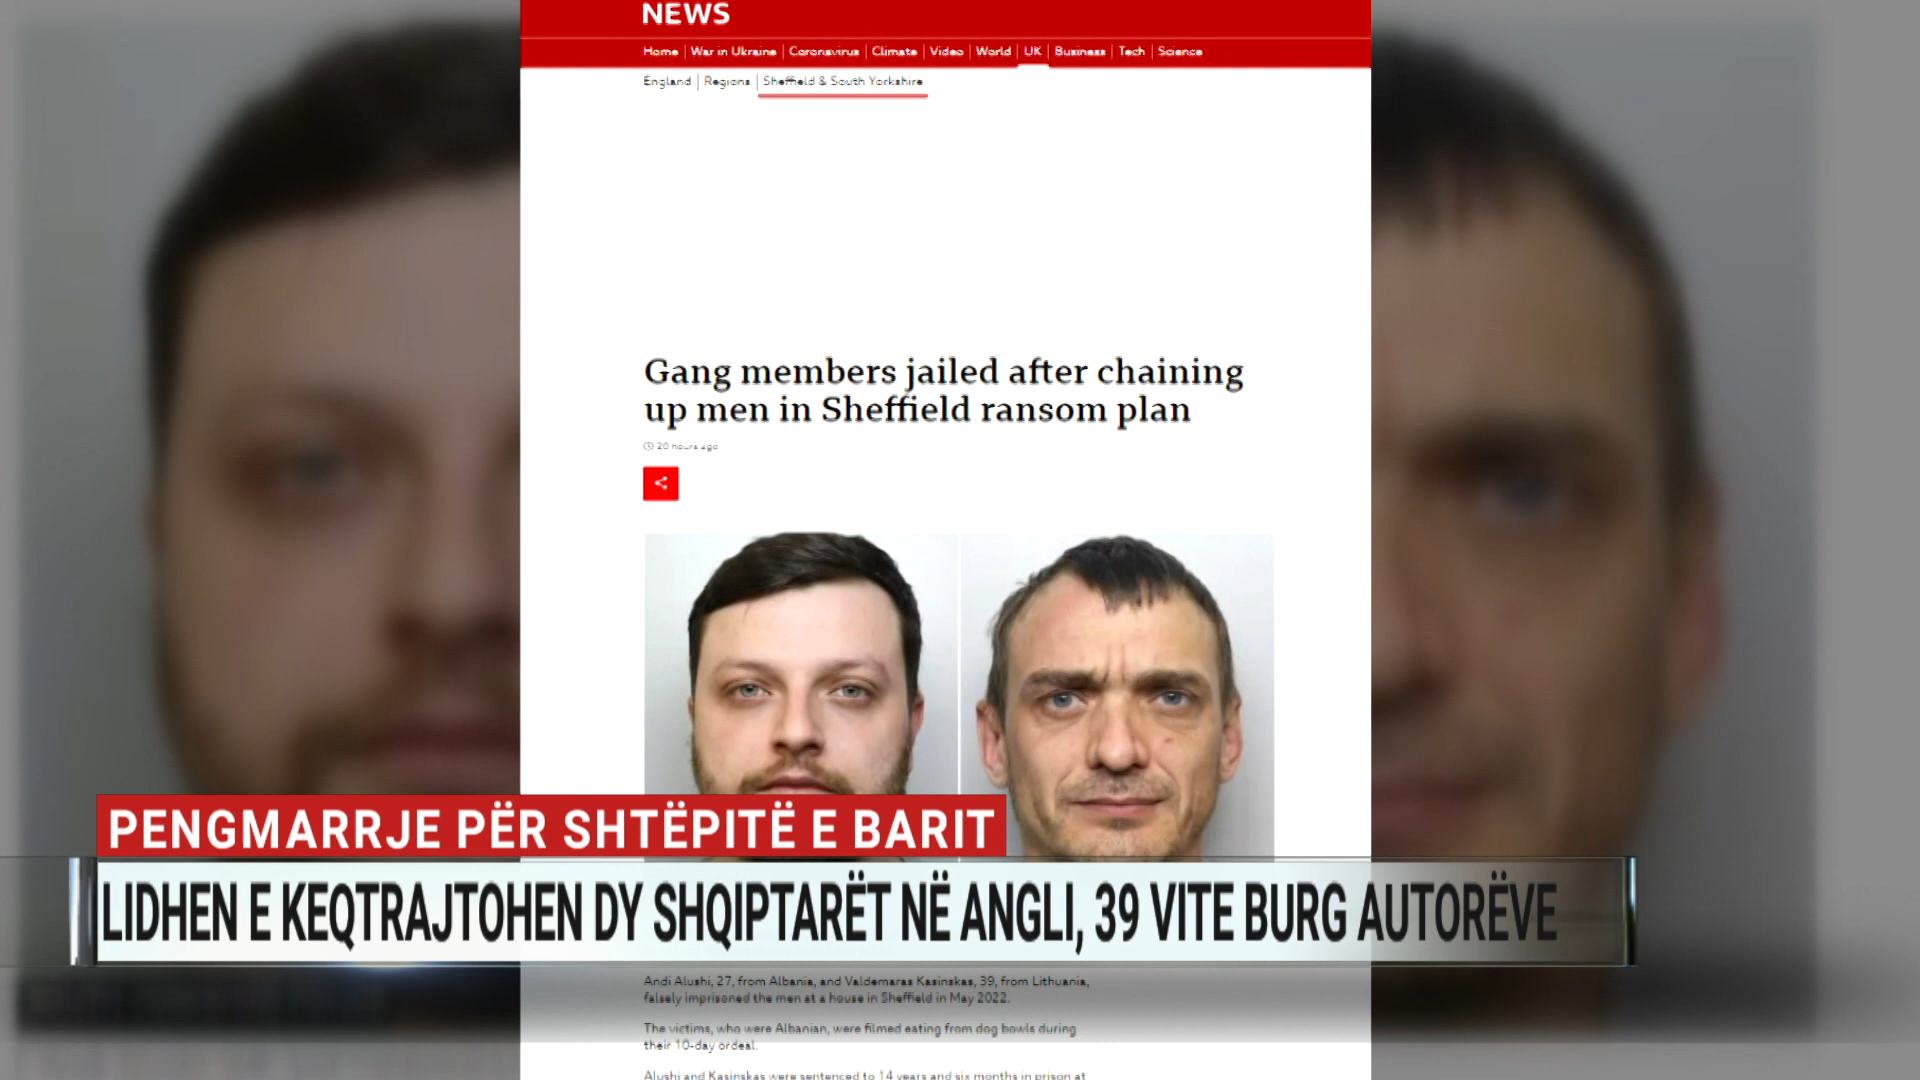 NEWS
Home War in Ukraine Coronavirus Climate Video World UK Business Tech Science
England Regions Sheffield & South Yorkshire
Gang members jailed after chaining
up men in Sheffield ransom plan
20 hours ago
PENGMARRJE PËR SHTËPITË E BARIT
LIDHEN E KEQTRAJTOHEN DY SHQIPTARËT NË ANGLI, 39 VITE BURG AUTORËVE
Andi Alushi, 27, from Albania, and Valdemaras Kasinskas, 39, from Lithuania,
falsely imprisoned the men at a house in Sheffield in May 2022.
The victims, who were Albanian, were filmed eating from dog bowls during
their 10-day ordeal.
Alushi and Kasinskas were sentenced to 14 years and six months in prison at